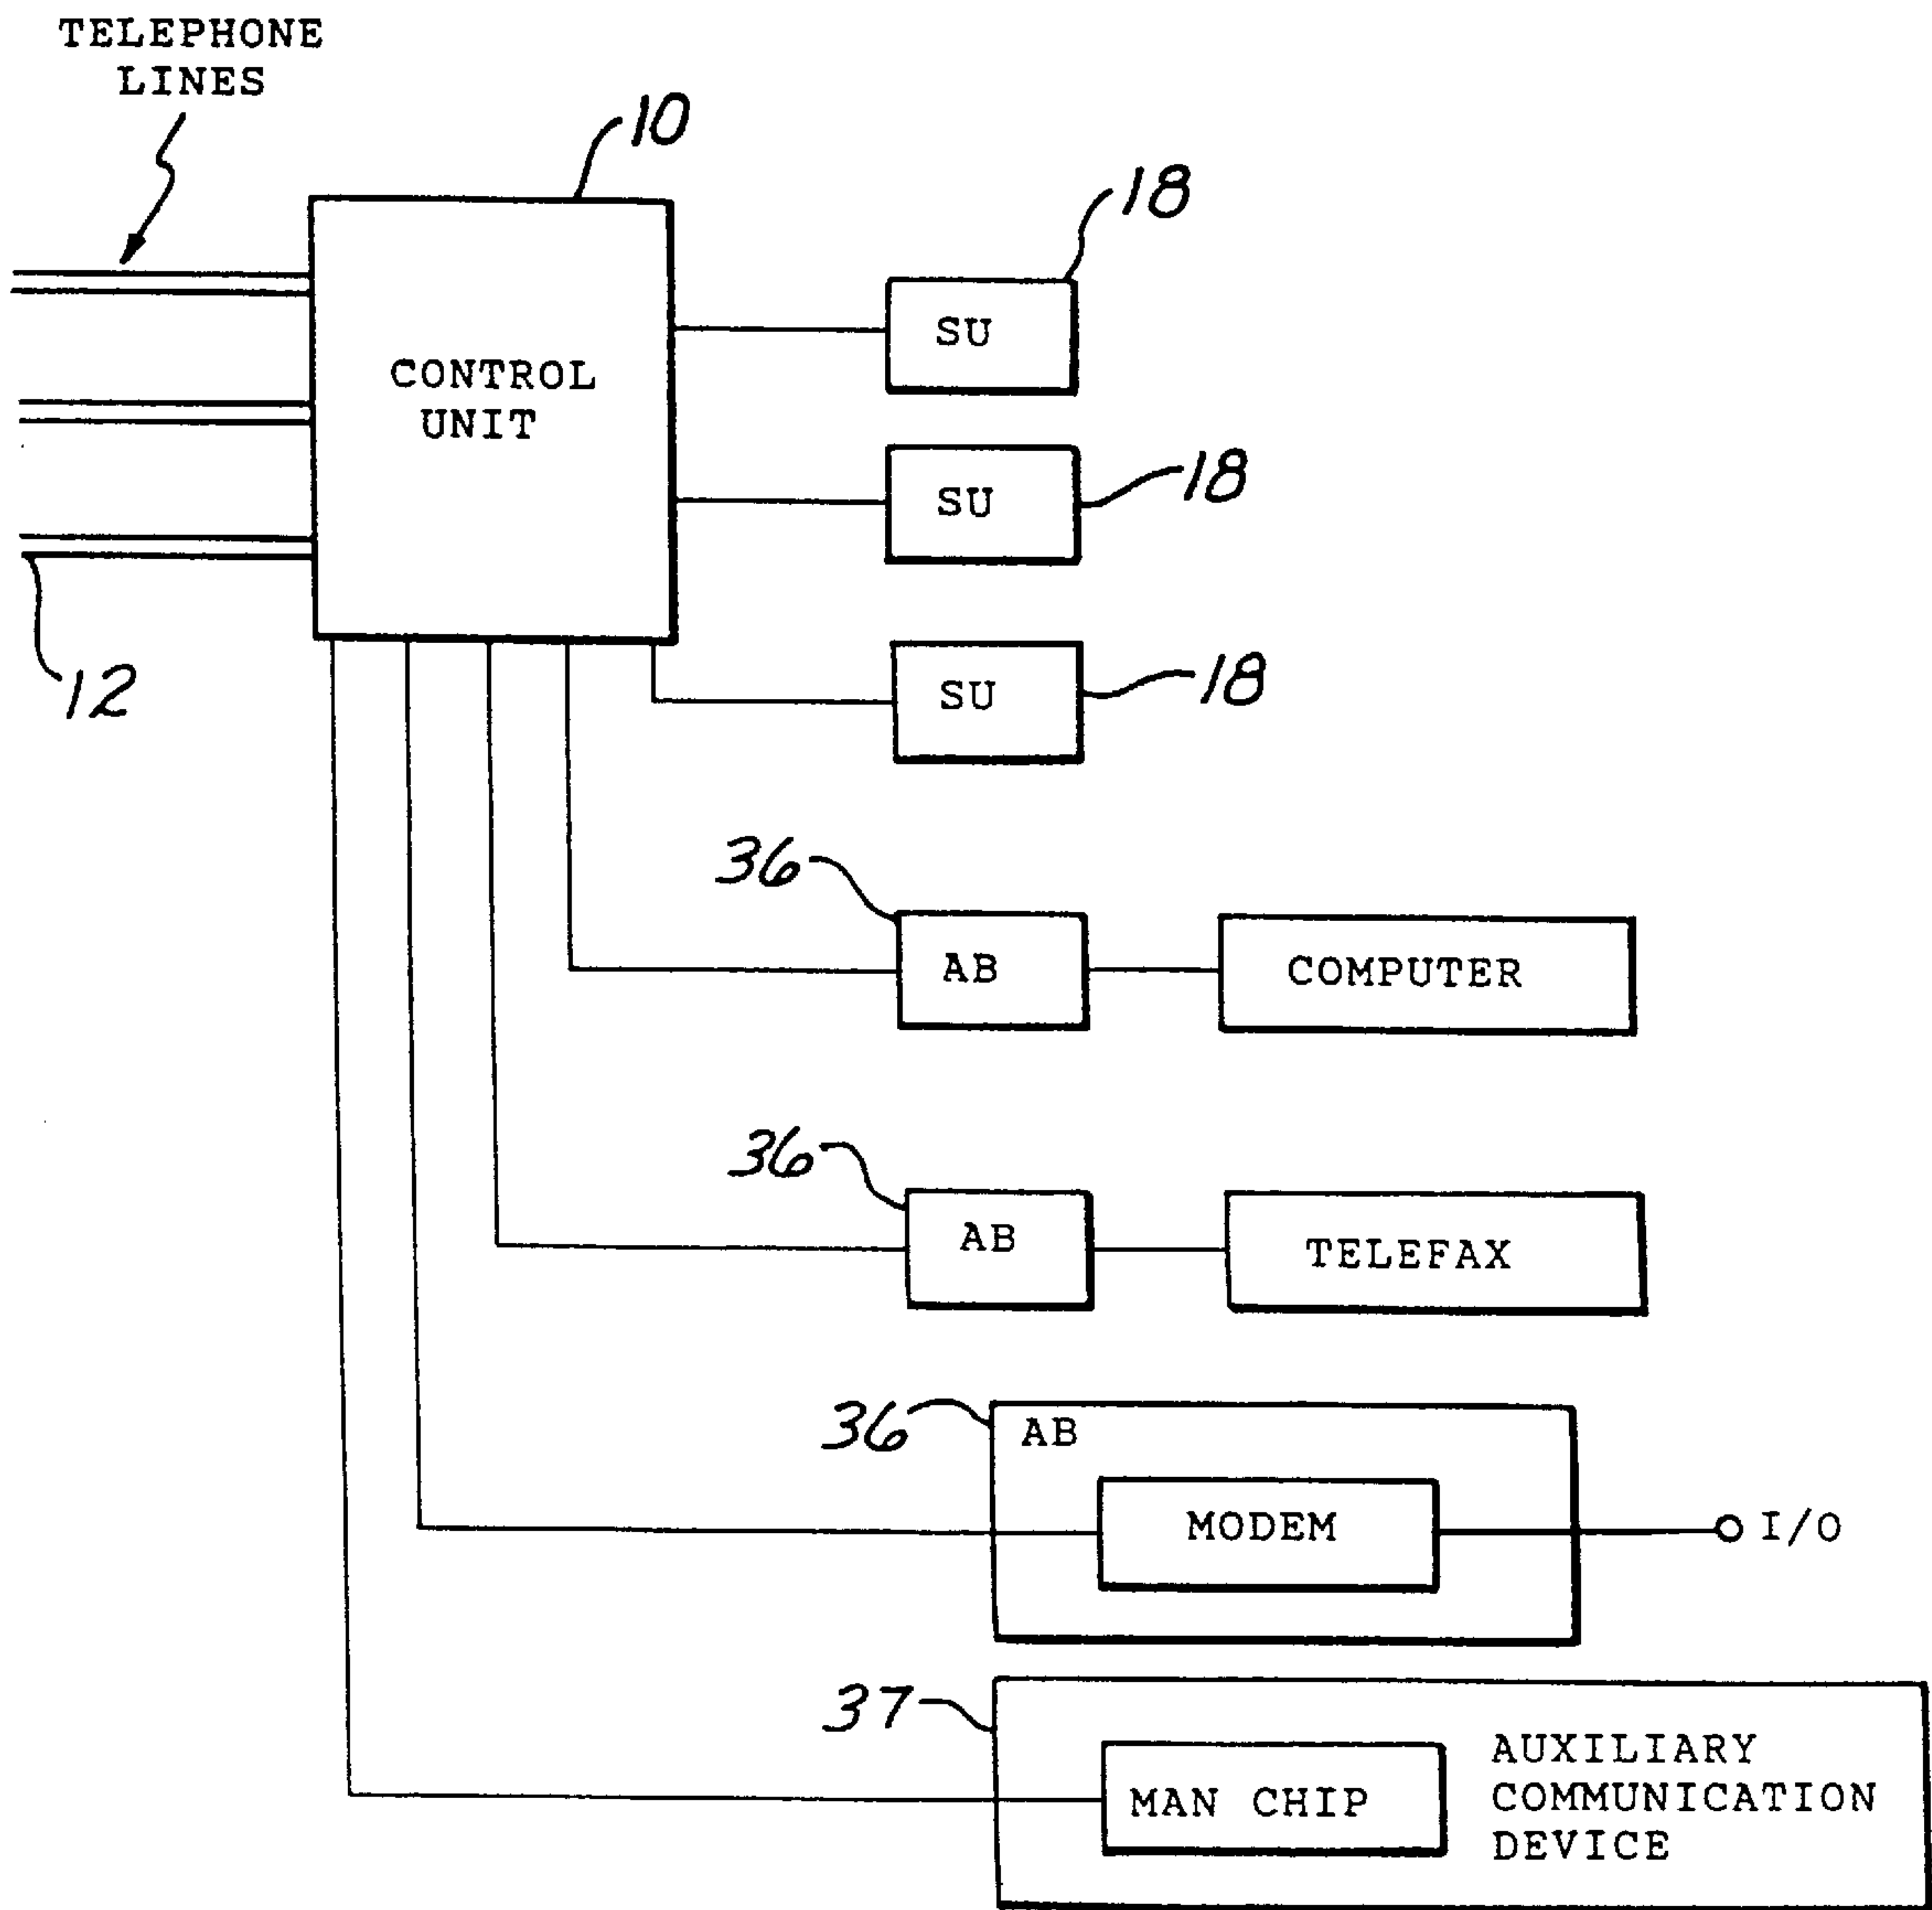 TELEPHONE
LINES
10
18
SU
CONTROL
UNIT
18
SU
12
18
SU
36
AB
COMPUTER
36
AB
TELEFAX
36
AB
MODEM
I/O
37
MAN CHIP
AUXILIARY
COMMUNICATION
DEVICE